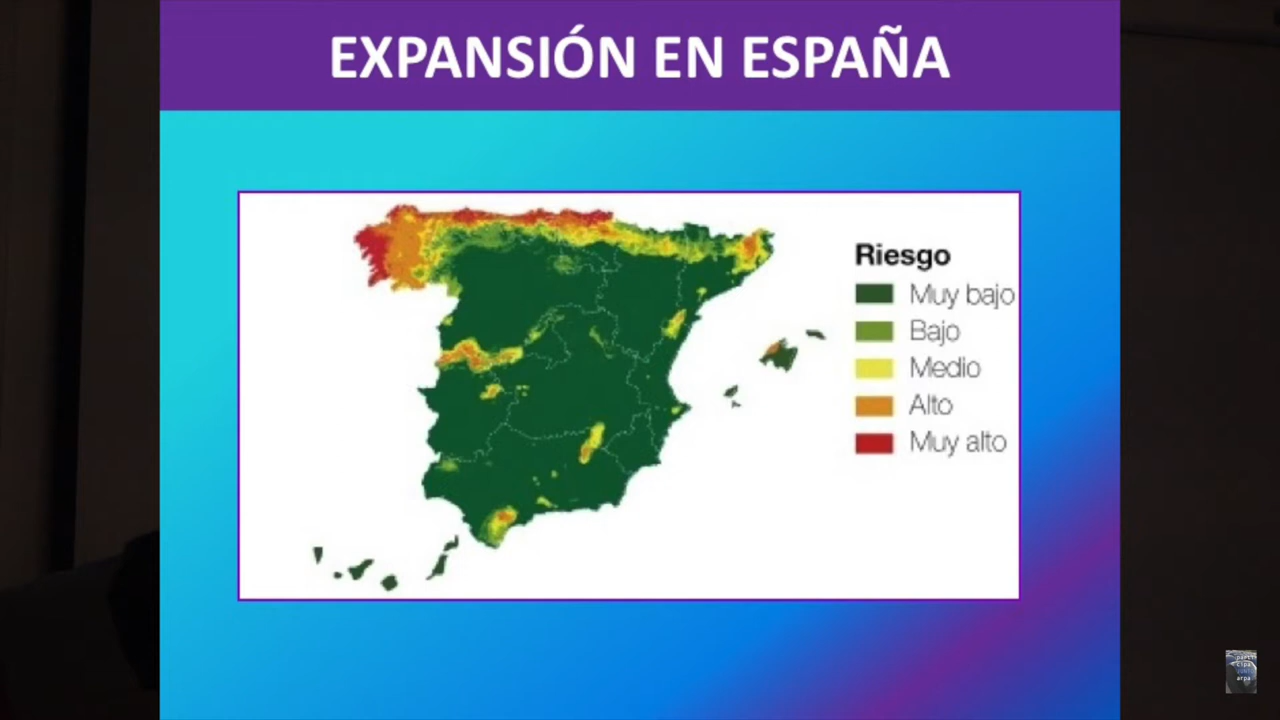 EXPANSIÓN EN ESPAÑA
Riesgo
Muy bajo
Bajo
Medio
Alto
Muy alto